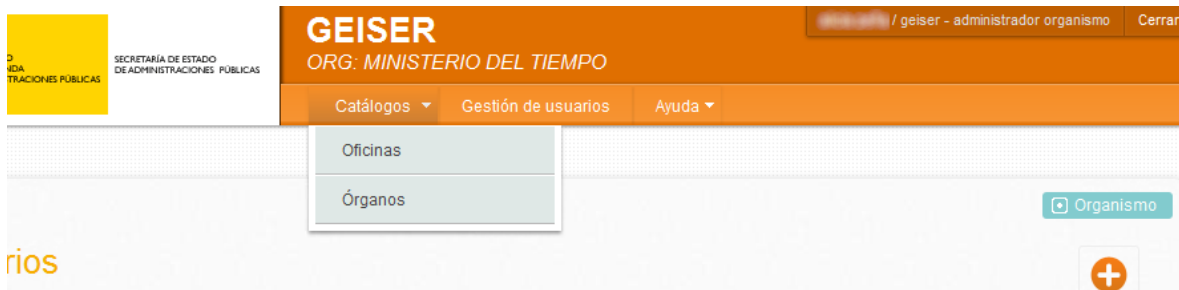 GEISER
ORG: MINISTERIO DEL TIEMPO
/ geiser - administrador organismo
Cerrar
SECRETARÍA DE ESTADO
DE ADMINISTRACIONES PÚBLICAS
Catálogos
Gestión de usuarios
Ayuda
Oficinas
Órganos
Organismo
rios